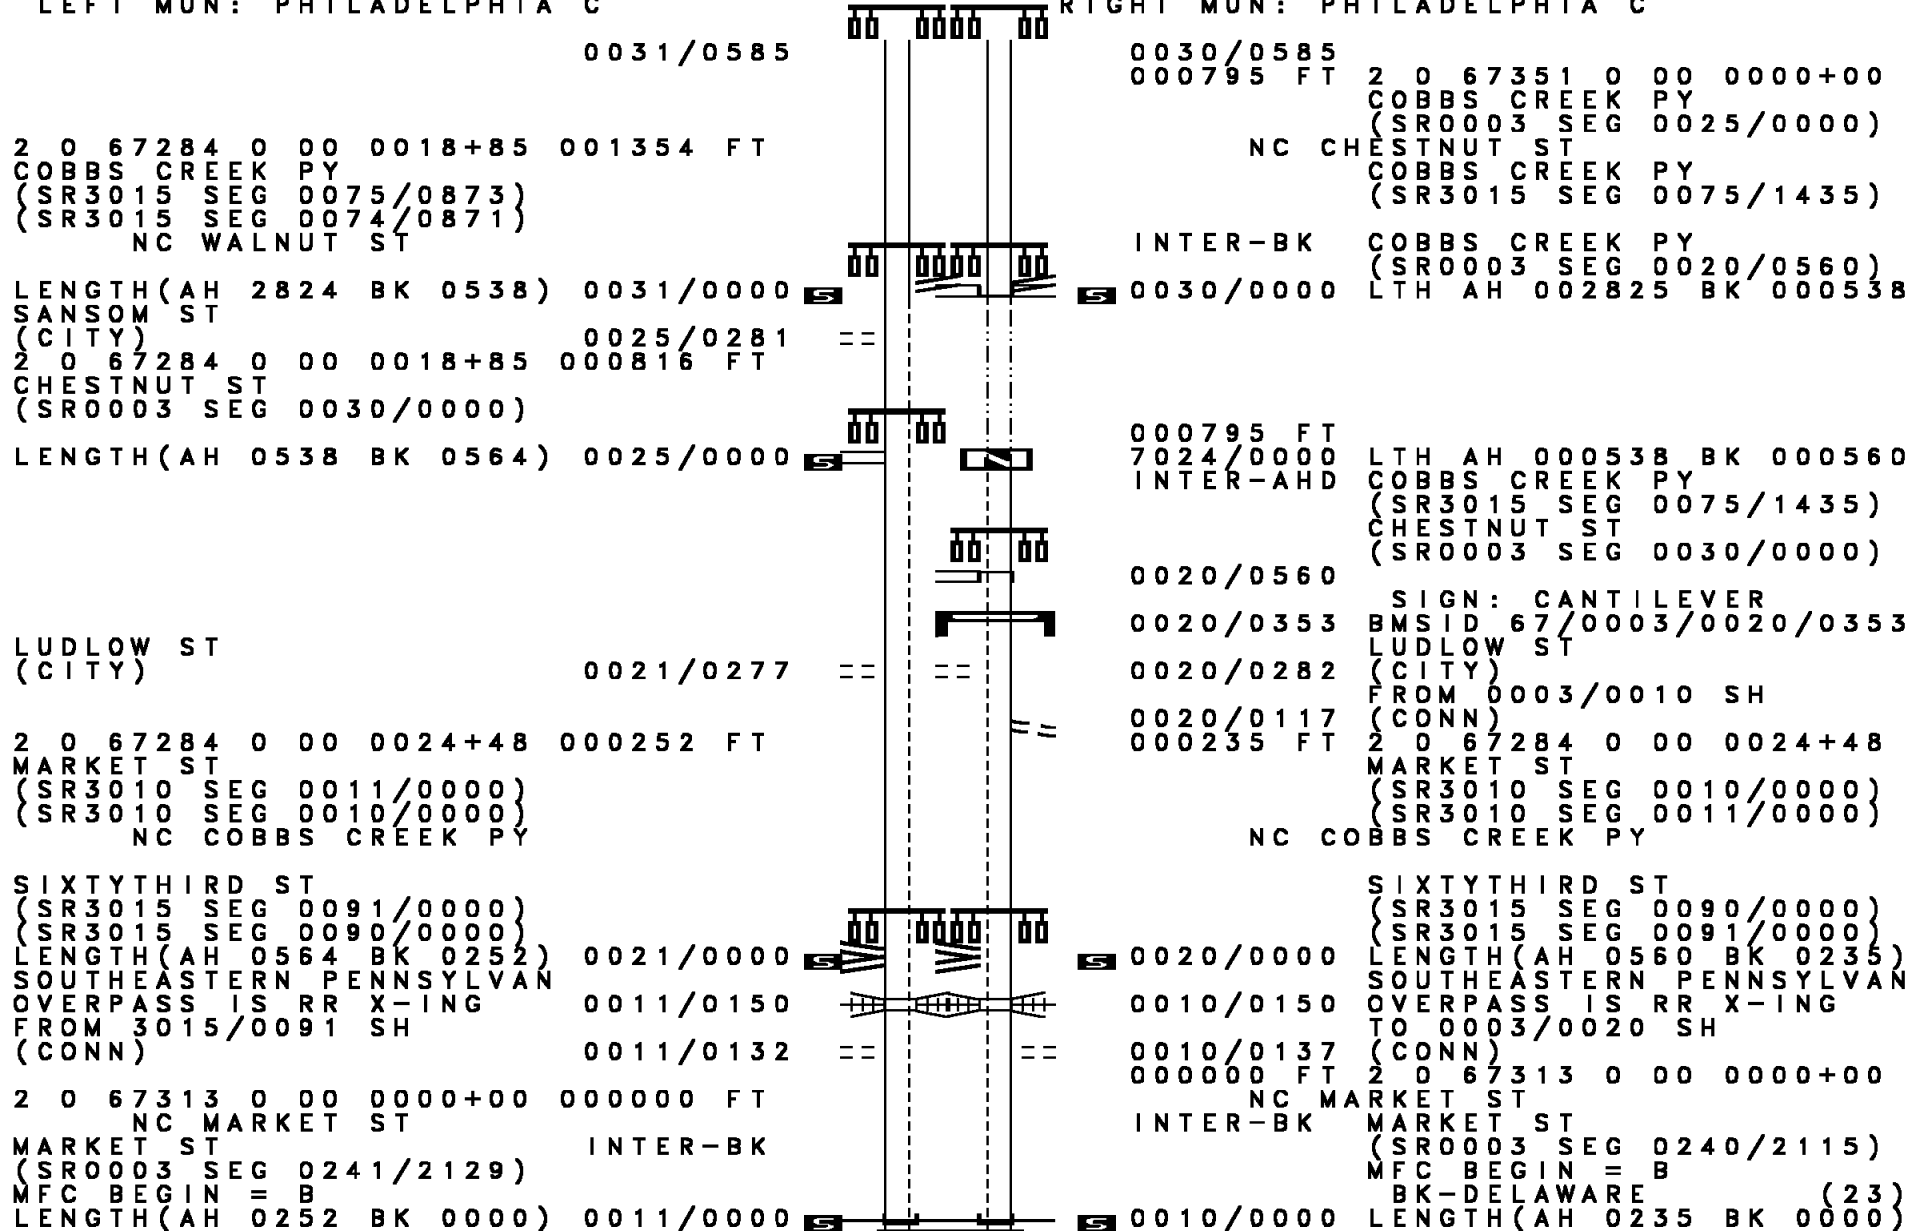 LEFT MUN: PHILADELPHIA C RIGHT MUN: PHILADELPHIA C
0031/0585 0030/0585
000795 FT 2 0 67351 0 00 0000+00
COBBS CREEK PY
(SR0003 SEG 0025/0000)
2 0 67284 0 00 0018+85 001354 FT NC CHESTNUT ST
COBBS CREEK PY COBBS CREEK PY
(SR3015 SEG 0075/0873) (SR3015 SEG 0075/1435)
(SR3015 SEG 0074/0871)
NC WALNUT ST INTER-BK COBBS CREEK PY
(SR0003 SEG 0020/0560)
LENGTH(AH 2824 BK 0538) 0031/0000 S S 0030/0000 LTH AH 002825 BK 000538
SANSOM ST
(CITY) 0025/0281
2 0 67284 0 00 0018+85 000816 FT
CHESTNUT ST
(SR0003 SEG 0030/0000)
000795 FT
LENGTH(AH 0538 BK 0564) 0025/0000 S 7024/0000 LTH AH 000538 BK 000560
INTER-AHD COBBS CREEK PY
(SR3015 SEG 0075/1435)
CHESTNUT ST
(SR0003 SEG 0030/0000)
0020/0560
SIGN: CANTILEVER
0020/0353 BMSID 67/0003/0020/0353
LUDLOW ST LUDLOW ST
(CITY) 0021/0277 0020/0282 (CITY)
FROM 0003/0010 SH
0020/0117 (CONN)
2 0 67284 0 00 0024+48 000252 FT 000235 FT 2 0 67284 0 00 0024+48
MARKET ST MARKET ST
(SR3010 SEG 0011/0000) (SR3010 SEG 0010/0000)
(SR3010 SEG 0010/0000) (SR3010 SEG 0011/0000)
NC COBBS CREEK PY NC COBBS CREEK PY
SIXTYTHIRD ST SIXTYTHIRD ST
(SR3015 SEG 0091/0000) (SR3015 SEG 0090/0000)
(SR3015 SEG 0090/0000) (SR3015 SEG 0091/0000)
LENGTH(AH 0564 BK 0252) 0021/0000 S S 0020/0000 LENGTH(AH 0560 BK 0235)
SOUTHEASTERN PENNSYLVAN SOUTHEASTERN PENNSYLVAN
OVERPASS IS RR X-ING 0011/0150 0010/0150 OVERPASS IS RR X-ING
FROM 3015/0091 SH TO 0003/0020 SH
(CONN) 0011/0132 0010/0137 (CONN)
000000 FT 2 0 67313 0 00 0000+00
2 0 67313 0 00 0000+00 000000 FT NC MARKET ST
NC MARKET ST INTER-BK MARKET ST
MARKET ST INTER-BK (SR0003 SEG 0240/2115)
(SR0003 SEG 0241/2129) MFC BEGIN = B
MFC BEGIN = B BK-DELAWARE (23)
LENGTH(AH 0252 BK 0000) 0011/0000 S S 0010/0000 LENGTH(AH 0235 BK 0000)